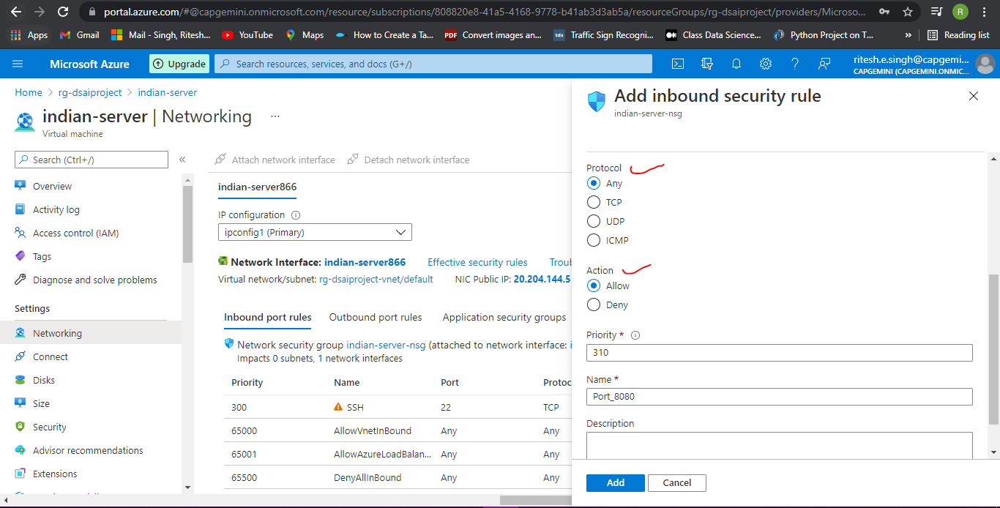 portal.azure.com/#@capgemini.onmicrosoft.com/resource/subscriptions/808820e8-41a5-4168-9778-b41ab3d3ab5a/resourceGroups/rg-dsaiproject/providers/Microso...
R
Apps
Gmail
Mail - Singh, Ritesh...
YouTube
Maps
How to Create a Ta...
PDF Convert images an...
tds Traffic Sign Recogni...
Class Data Science...
Python Project on T...
»
Reading list
Microsoft Azure
Upgrade
Search resources, services, and docs (G+/)
ritesh.e.singh@capgemi...
CAPGEMINI (CAPGEMINI.ONMIC...
Home > rg-dsaiproject > indian-server
indian-server | Networking ...
Virtual machine
Search (Ctrl+/)
«
Overview
Activity log
Access control (IAM)
Tags
Diagnose and solve problems
Settings
Networking
Connect
Disks
Size
Security
Advisor recommendations
Extensions
Attach network interface
Detach network interface
indian-server866
IP configuration
ipconfig1 (Primary)
Network Interface: indian-server866 Effective security rules Trou
Virtual network/subnet: rg-dsaiproject-vnet/default NIC Public IP: 20.204.144.5
Inbound port rules Outbound port rules Application security groups
Network security group indian-server-nsg (attached to network interface: i
Impacts 0 subnets, 1 network interfaces
Priority Name Port Protoc
300 SSH 22 TCP
65000 AllowVnetInBound Any Any
65001 AllowAzureLoadBalan... Any Any
65500 DenyAllInBound Any Any
Add inbound security rule
indian-server-nsg
Protocol
Any
TCP
UDP
ICMP
Action
Allow
Deny
Priority *
310
Name *
Port_8080
Description
Add
Cancel